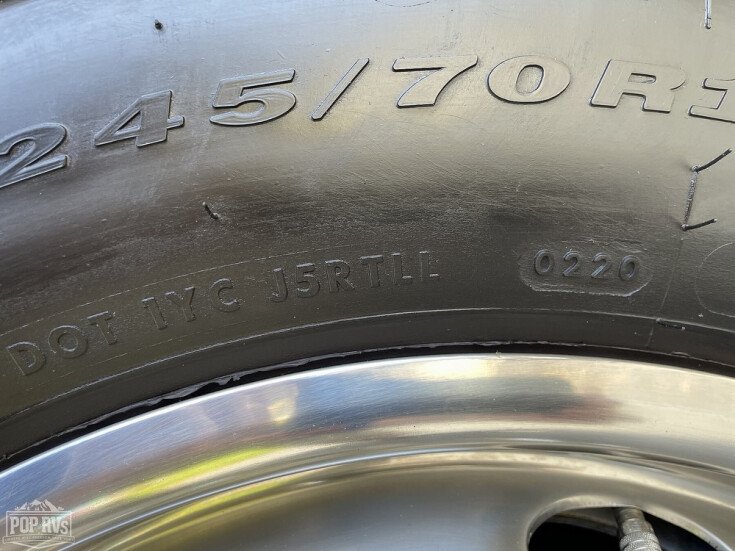 245/70R1
DOT 1YC J5RTLL 0220
POP RVs